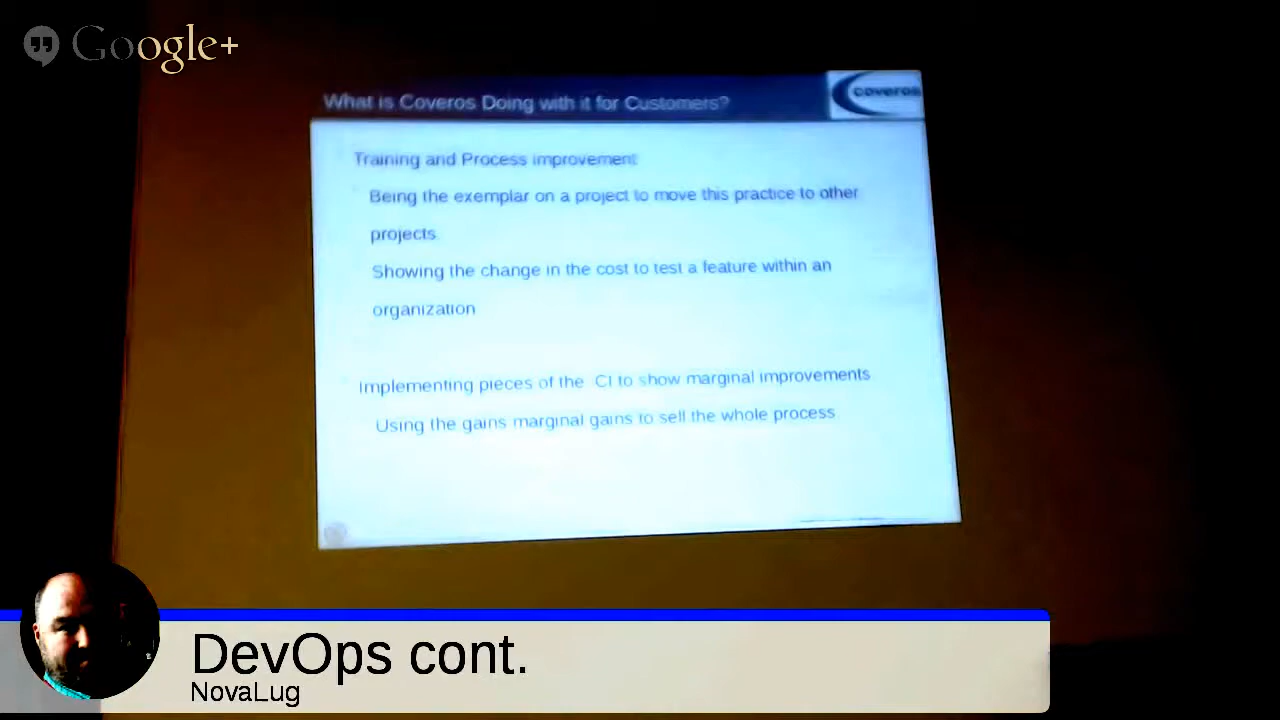 Google+
What is Coveros Doing with it for Customers?
coveros
Training and Process improvement
Being the exemplar on a project to move this practice to other
projects.
Showing the change in the cost to test a feature within an
organization
Implementing pieces of the CI to show marginal improvements
Using the gains marginal gains to sell the whole process
DevOps cont.
NovaLug